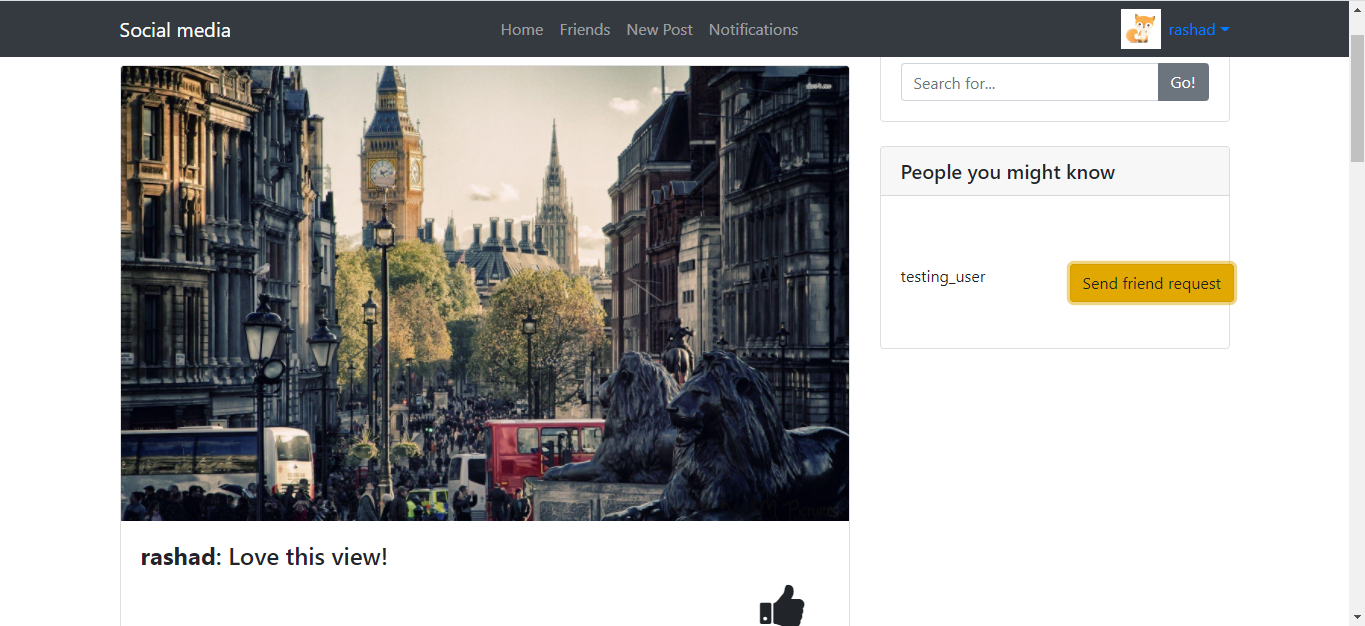 Social media
Home Friends New Post Notifications
rashad
Search for...
Go!
People you might know
testing_user
Send friend request
rashad: Love this view!